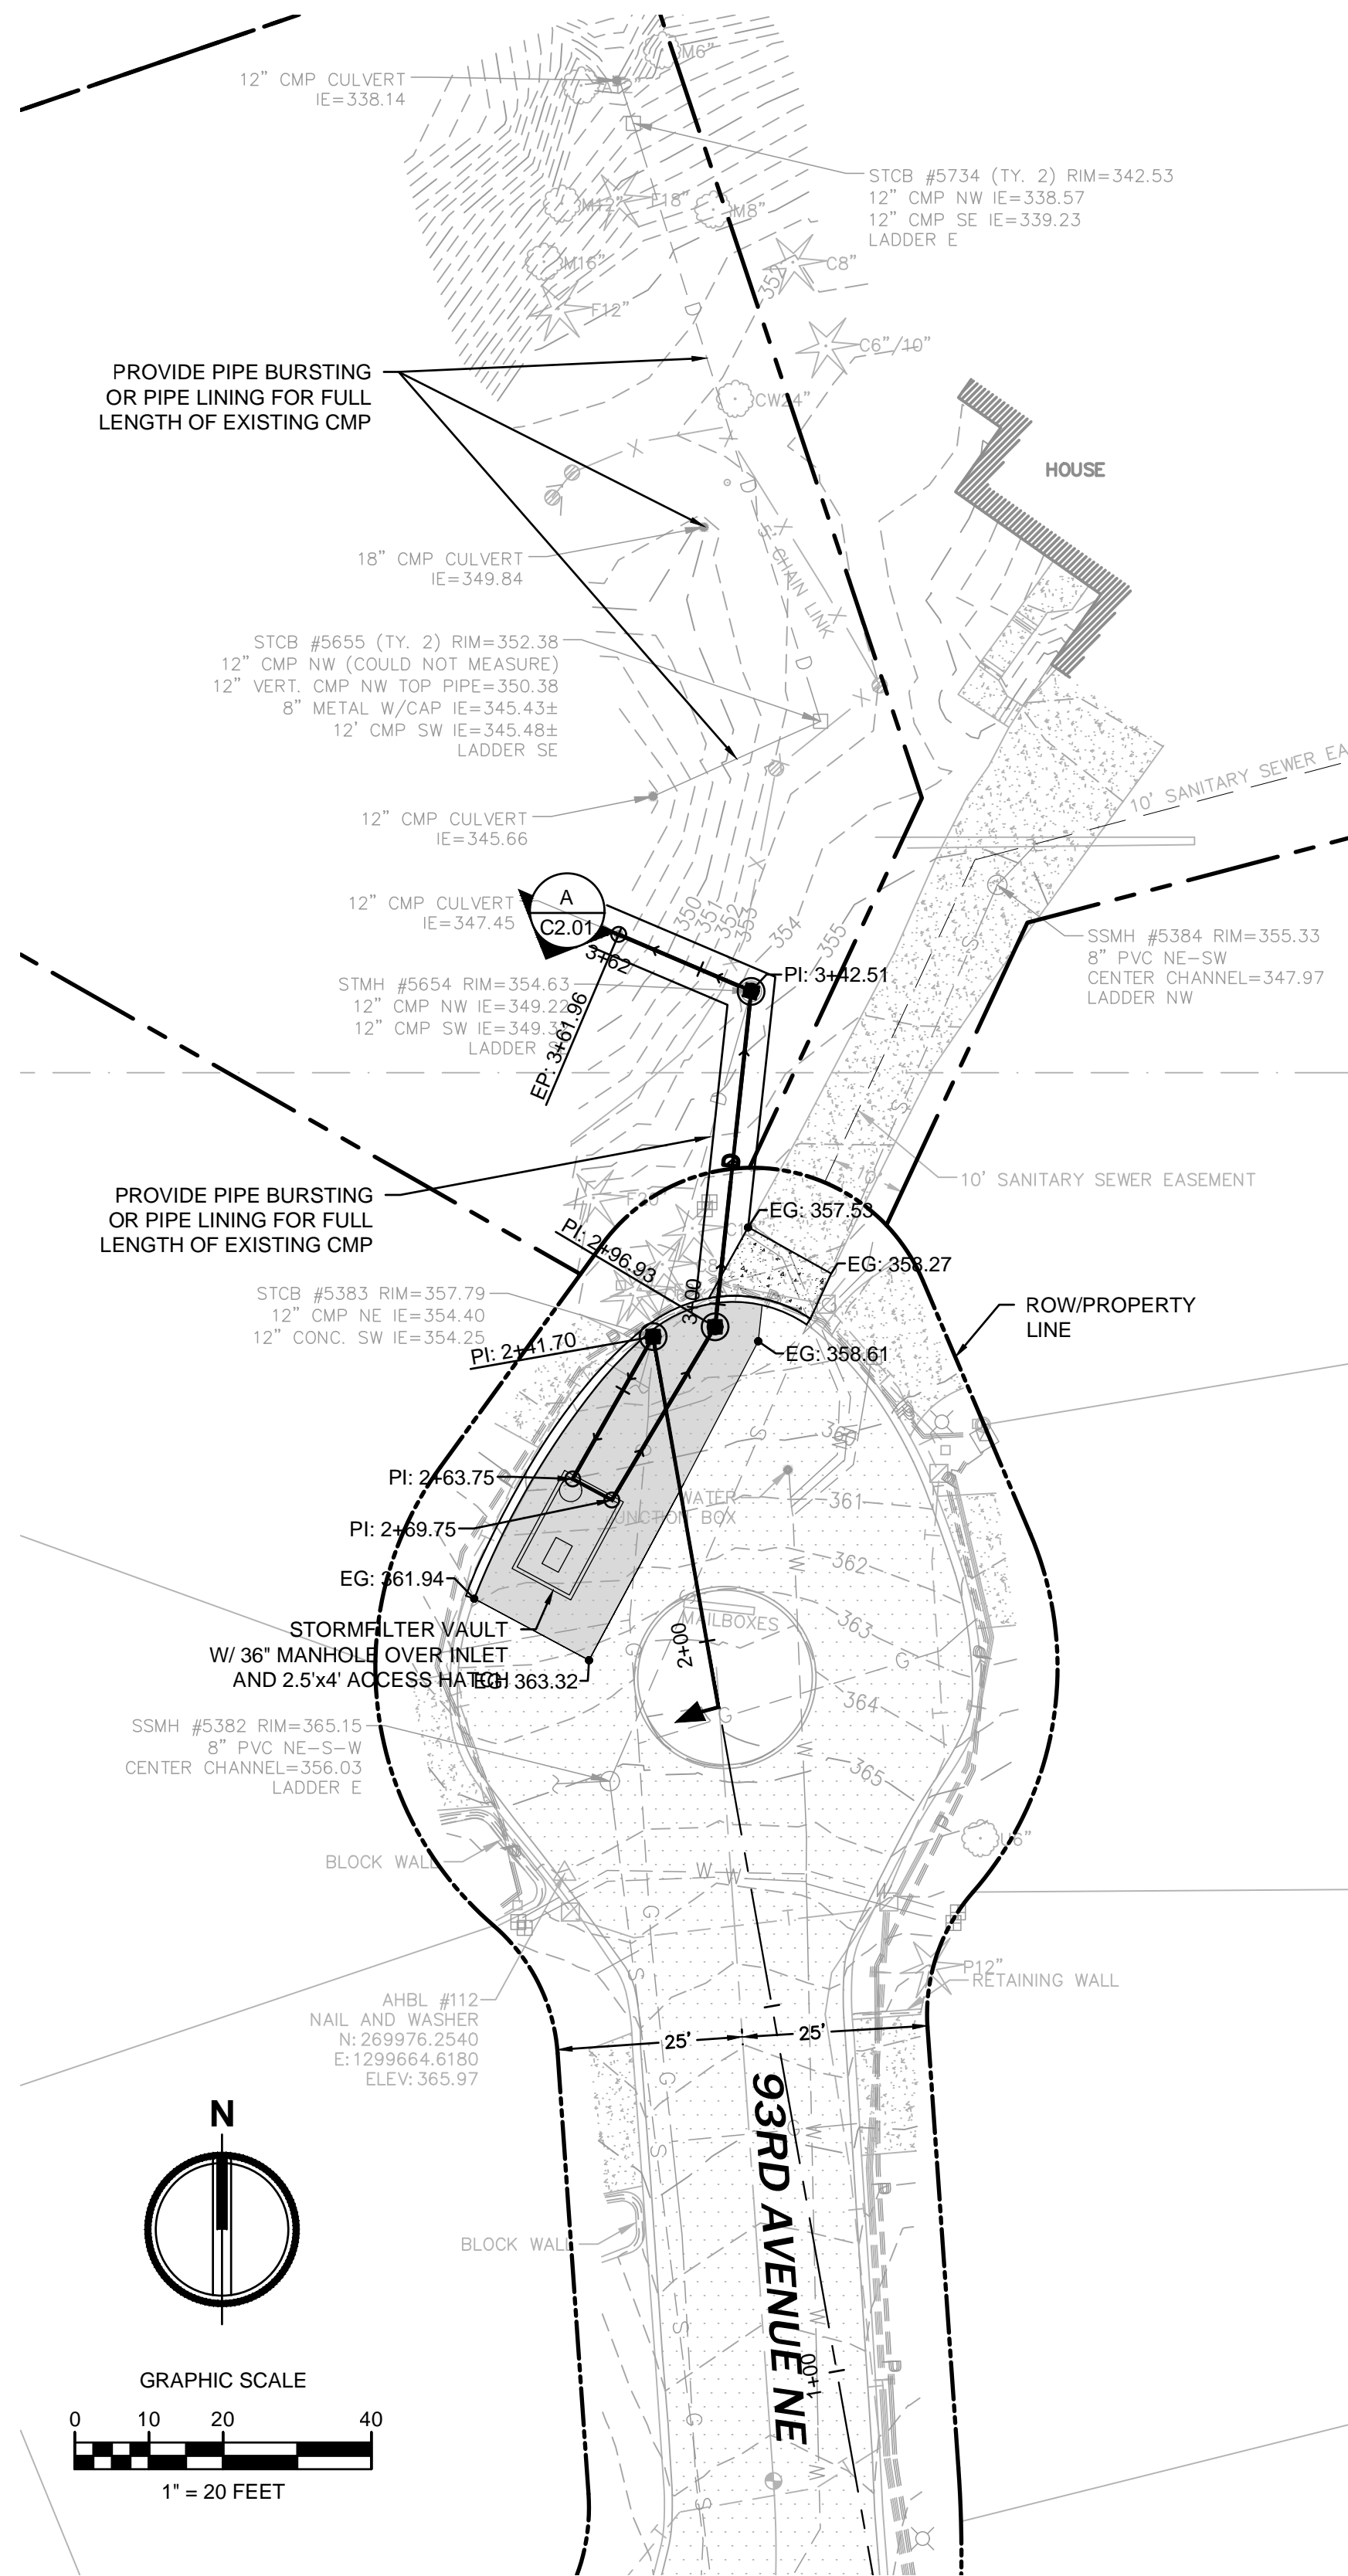 M6"
12" CMP CULVERT
IE=338.14
A12"
STCB #5734 (TY. 2) RIM=342.53
12" CMP NW IE=338.57
12" CMP SE IE=339.23
LADDER E
M12"
F18"
M8"
M16"
C8"
352
F12"
D
C6"/10"
PROVIDE PIPE BURSTING
OR PIPE LINING FOR FULL
LENGTH OF EXISTING CMP
CW24"
HOUSE
X
D
5' CHAIN LINK
18" CMP CULVERT
IE=349.84
STCB #5655 (TY. 2) RIM=352.38
12" CMP NW (COULD NOT MEASURE)
12" VERT. CMP NW TOP PIPE=350.38
8" METAL W/CAP IE=345.43±
12' CMP SW IE=345.48±
LADDER SE
D
X
10' SANITARY SEWER EA
12" CMP CULVERT
IE=345.66
A
C2.01
12" CMP CULVERT
IE=347.45
350
351
352
353
354
355
3+62
SSMH #5384 RIM=355.33
8" PVC NE-SW
CENTER CHANNEL=347.97
LADDER NW
PI: 3+42.51
STMH #5654 RIM=354.63
12" CMP NW IE=349.22
12" CMP SW IE=349.3
LADDER
EP: 3+61.96
D
S
10' SANITARY SEWER EASEMENT
PROVIDE PIPE BURSTING
OR PIPE LINING FOR FULL
LENGTH OF EXISTING CMP
EG: 357.53
PI: 2+96.93
EG: 358.27
3+00
STCB #5383 RIM=357.79
12" CMP NE IE=354.40
12" CONC. SW IE=354.25
ROW/PROPERTY
LINE
PI: 2+41.70
EG: 358.61
PI: 2+63.75
WATER
JUNCTION BOX
361
PI: 2+69.75
362
EG: 361.94
MAILBOXES
363
STORMFILTER VAULT
W/ 36" MANHOLE OVER INLET
AND 2.5'x4' ACCESS HATCH
EG: 363.32
2+00
G
364
SSMH #5382 RIM=365.15
8" PVC NE-S-W
CENTER CHANNEL=356.03
LADDER E
365
U6"
BLOCK WALL
W W
P12"
RETAINING WALL
AHBL #112
NAIL AND WASHER
N: 269976.2540
E: 1299664.6180
ELEV: 365.97
25'
25'
93RD AVENUE NE
N
BLOCK WALL
1+00
GRAPHIC SCALE
0 10 20 40
1" = 20 FEET